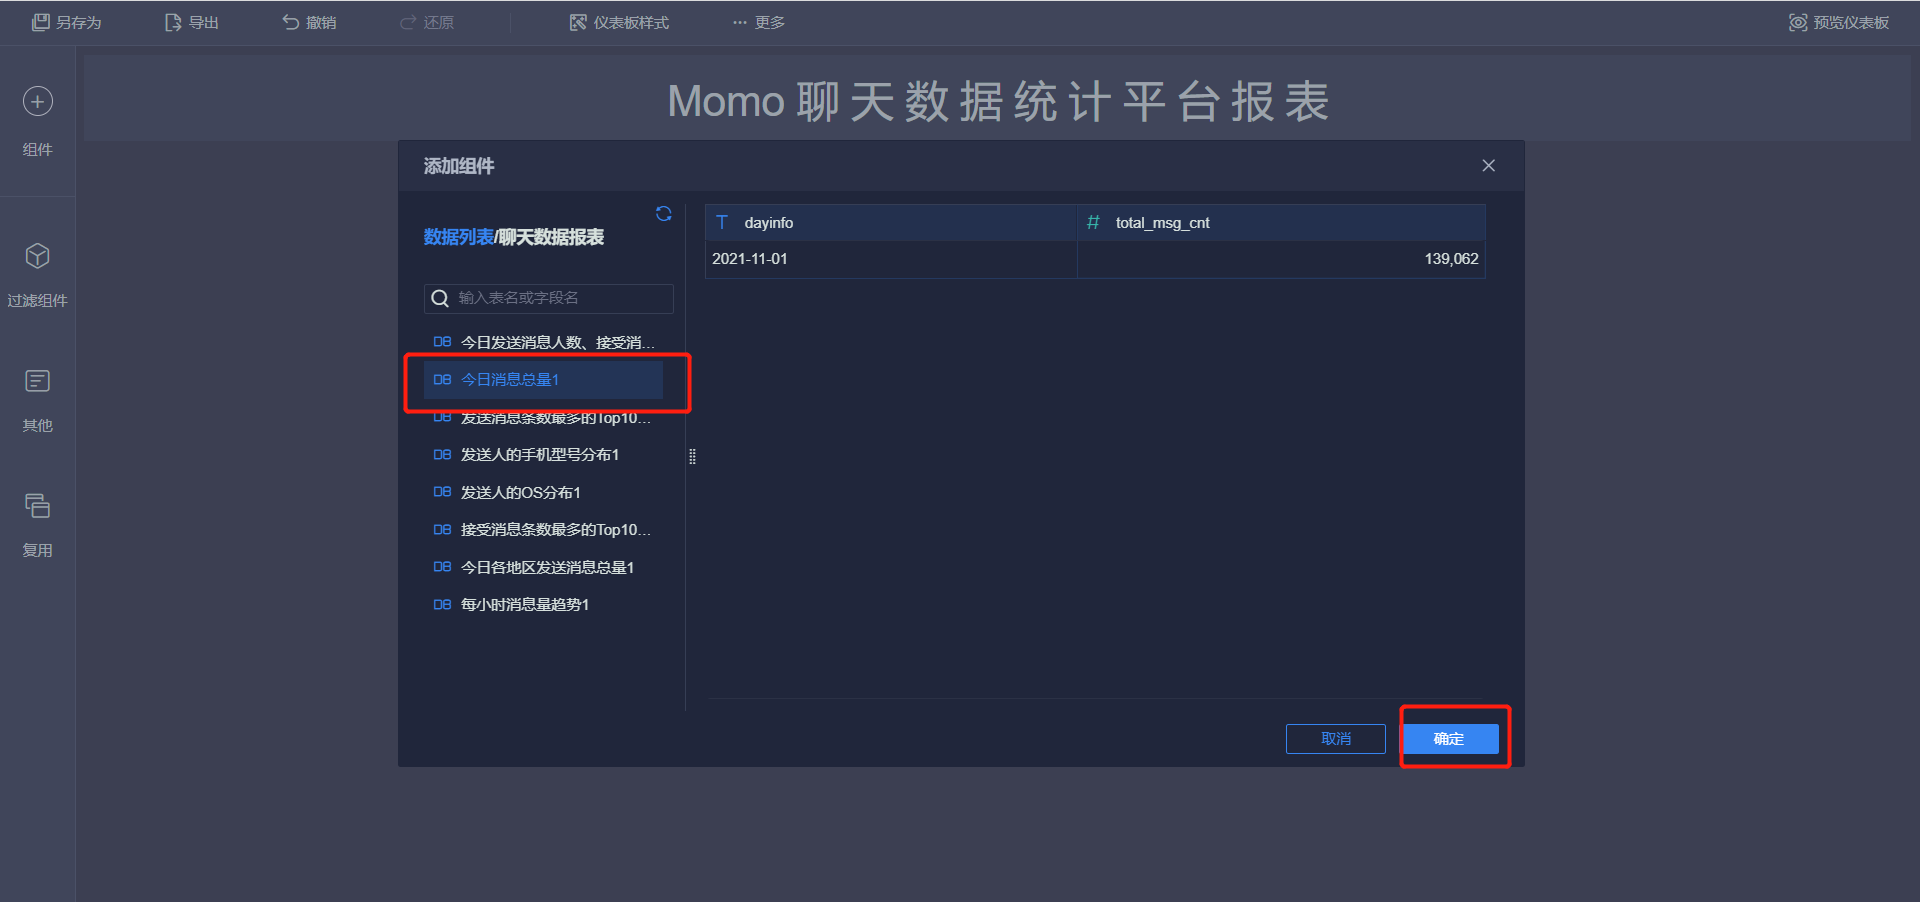 另存为
导出
撤销
还原
仪表板样式
更多
预览仪表板
组件
过滤组件
其他
复用
Momo 聊天数据统计平台报表
添加组件
数据列表/聊天数据报表
输入表名或字段名
DB 今日发送消息人数、接受消...
DB 今日消息总量1
DB 发送消息条数最多的Top10...
DB 发送人的手机型号分布1
DB 发送人的OS分布1
DB 接受消息条数最多的Top10...
DB 今日各地区发送消息总量1
DB 每小时消息量趋势1
T dayinfo
# total_msg_cnt
2021-11-01
139,062
取消
确定